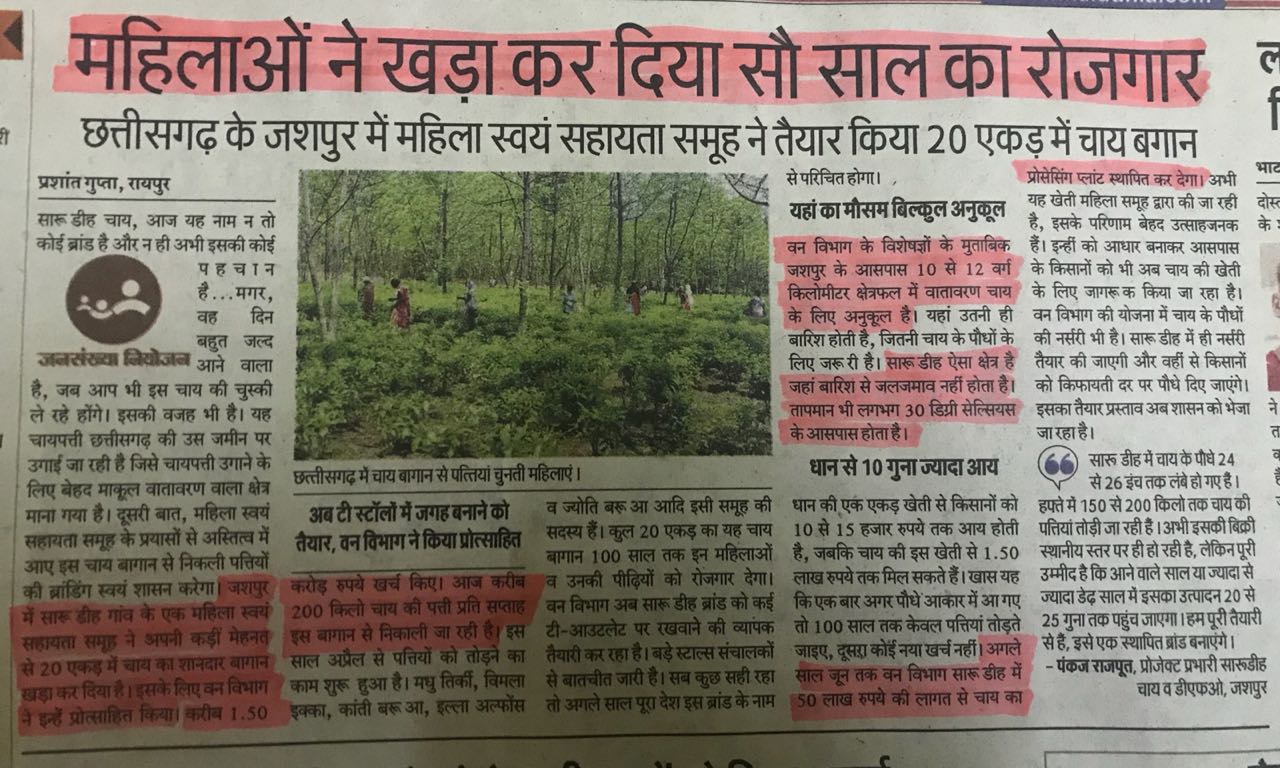 महिलाओं ने खड़ा कर दिया सौ साल का रोजगार
छत्तीसगढ़ के जशपुर में महिला स्वयं सहायता समूह ने तैयार किया 20 एकड़ में चाय बगान
प्रशांत गुप्ता, रायपुर
सारू डीह चाय, आज यह नाम न तो
कोई ब्रांड है और न ही अभी इसकी कोई
पहचान
है...मगर,
वह दिन
बहुत जल्द
आने वाला
जनसंख्या नियोजन
है, जब आप भी इस चाय की चुस्की
ले रहे होंगे। इसकी वजह भी है। यह
चायपत्ती छत्तीसगढ़ की उस जमीन पर
उगाई जा रही है जिसे चायपत्ती उगाने के
लिए बेहद माकूल वातावरण वाला क्षेत्र
माना गया है। दूसरी बात, महिला स्वयं
सहायता समूह के प्रयासों से अस्तित्व में
आए इस चाय बागान से निकली पत्तियों
की ब्रांडिंग स्वयं शासन करेगा। जशपुर
में सारू डीह गांव के एक महिला स्वयं
सहायता समूह ने अपनी कड़ी मेहनत
से 20 एकड़ में चाय का शानदार बागान
खड़ा कर दिया है। इसके लिए वन विभाग
ने इन्हें प्रोत्साहित किया। करीब 1.50
छत्तीसगढ़ में चाय बागान से पत्तियां चुनती महिलाएं।
अब टी स्टॉलों में जगह बनाने को
तैयार, वन विभाग ने किया प्रोत्साहित
करोड़ रुपये खर्च किए। आज करीब
200 किलो चाय की पत्ती प्रति सप्ताह
इस बागान से निकाली जा रही है। इस
साल अप्रैल से पत्तियों को तोड़ने का
काम शुरू हुआ है। मधु तिर्की, विमला
इक्का, कांती बरू आ, इल्ला अल्फोंस
व ज्योति बरू आ आदि इसी समूह की
सदस्य हैं। कुल 20 एकड़ का यह चाय
बागान 100 साल तक इन महिलाओं
व उनकी पीढ़ियों को रोजगार देगा।
वन विभाग अब सारू डीह ब्रांड को कई
टी-आउटलेट पर रखवाने की व्यापक
तैयारी कर रहा है। बड़े स्टाल्स संचालकों
से बातचीत जारी है। सब कुछ सही रहा
तो अगले साल पूरा देश इस ब्रांड के नाम
से परिचित होगा।
यहां का मौसम बिल्कुल अनुकूल
वन विभाग के विशेषज्ञों के मुताबिक
जशपुर के आसपास 10 से 12 वर्ग
किलोमीटर क्षेत्रफल में वातावरण चाय
के लिए अनुकूल है। यहां उतनी ही
बारिश होती है, जितनी चाय के पौधों के
लिए जरू री है। सारू डीह ऐसा क्षेत्र है
जहां बारिश से जलजमाव नहीं होता है।
तापमान भी लगभग 30 डिग्री सेल्सियस
के आसपास होता है।
धान से 10 गुना ज्यादा आय
धान की एक एकड़ खेती से किसानों को
10 से 15 हजार रुपये तक आय होती
है, जबकि चाय की इस खेती से 1.50
लाख रुपये तक मिल सकते हैं। खास यह
कि एक बार अगर पौधे आकार में आ गए
तो 100 साल तक केवल पत्तियां तोड़ते
जाइए, दूसरा कोई नया खर्च नहीं। अगले
साल जून तक वन विभाग सारू डीह में
50 लाख रुपये की लागत से चाय का
प्रोसेसिंग प्लांट स्थापित कर देगा। अभी
यह खेती महिला समूह द्वारा की जा रही
है, इसके परिणाम बेहद उत्साहजनक
हैं। इन्हीं को आधार बनाकर आसपास
के किसानों को भी अब चाय की खेती
के लिए जागरू क किया जा रहा है।
वन विभाग की योजना में चाय के पौधों
की नर्सरी भी है। सारू डीह में ही नर्सरी
तैयार की जाएगी और वहीं से किसानों
को किफायती दर पर पौधे दिए जाएंगे।
इसका तैयार प्रस्ताव अब शासन को भेजा
जा रहा है।
सारू डीह में चाय के पौधे 24
से 26 इंच तक लंबे हो गए है।
हफ्ते में 150 से 200 किलो तक चाय की
पत्तियां तोड़ी जा रही है। अभी इसकी बिक्री
स्थानीय स्तर पर ही हो रही है, लेकिन पूरी
उम्मीद है कि आने वाले साल या ज्यादा से
ज्यादा डेढ़ साल में इसका उत्पादन 20 से
25 गुना तक पहुंच जाएगा। हम पूरी तैयारी
से हैं, इसे एक स्थापित ब्रांड बनाएंगे।
- पंकज राजपूत, प्रोजेक्ट प्रभारी सारूडीह
चाय व डीएफओ, जशपुर